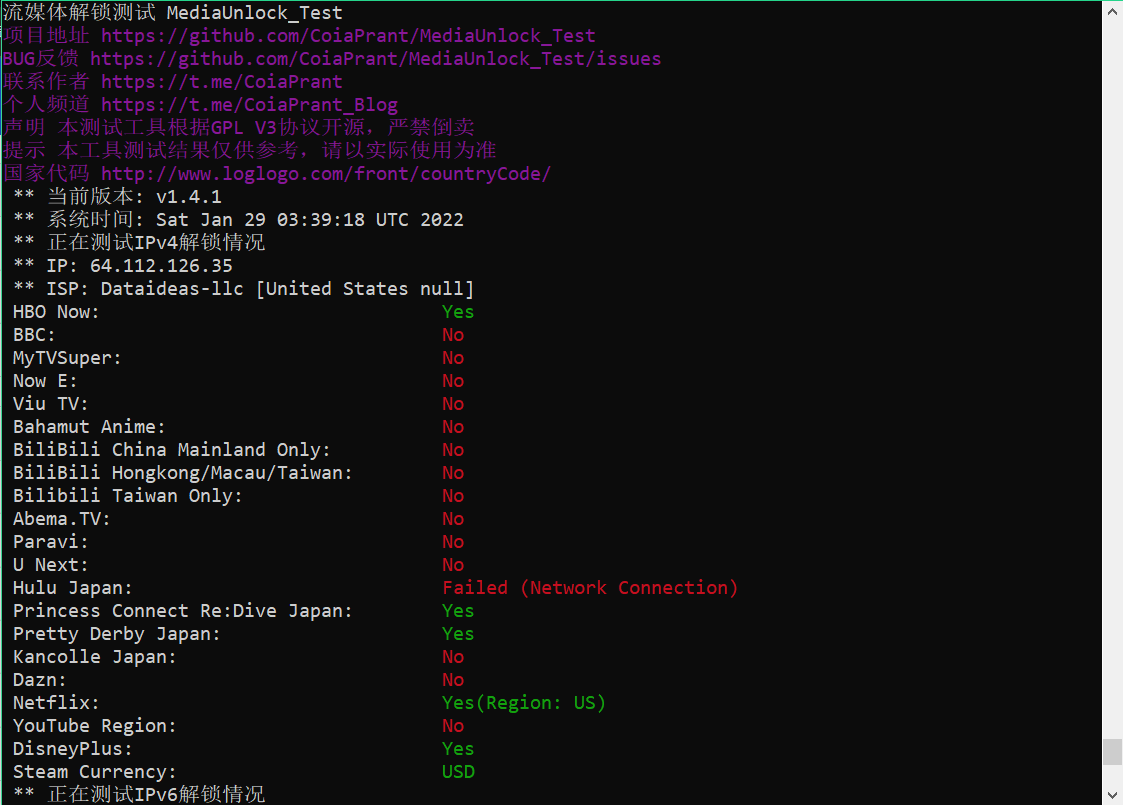 流媒体解锁测试 MediaUnlock_Test
项目地址 https://github.com/CoiaPrant/MediaUnlock_Test
BUG反馈 https://github.com/CoiaPrant/MediaUnlock_Test/issues
联系作者 https://t.me/CoiaPrant
个人频道 https://t.me/CoiaPrant_Blog
声明 本测试工具根据GPL V3协议开源，严禁倒卖
提示 本工具测试结果仅供参考，请以实际使用为准
国家代码 http://www.loglogo.com/front/countryCode/
** 当前版本: v1.4.1
** 系统时间: Sat Jan 29 03:39:18 UTC 2022
** 正在测试IPv4解锁情况
** IP: 64.112.126.35
** ISP: Dataideas-llc [United States null]
HBO Now: Yes
BBC: No
MyTVSuper: No
Now E: No
Viu TV: No
Bahamut Anime: No
BiliBili China Mainland Only: No
BiliBili Hongkong/Macau/Taiwan: No
Bilibili Taiwan Only: No
Abema.TV: No
Paravi: No
U Next: No
Hulu Japan: Failed (Network Connection)
Princess Connect Re:Dive Japan: Yes
Pretty Derby Japan: Yes
Kancolle Japan: No
Dazn: No
Netflix: Yes(Region: US)
YouTube Region: No
DisneyPlus: Yes
Steam Currency: USD
** 正在测试IPv6解锁情况